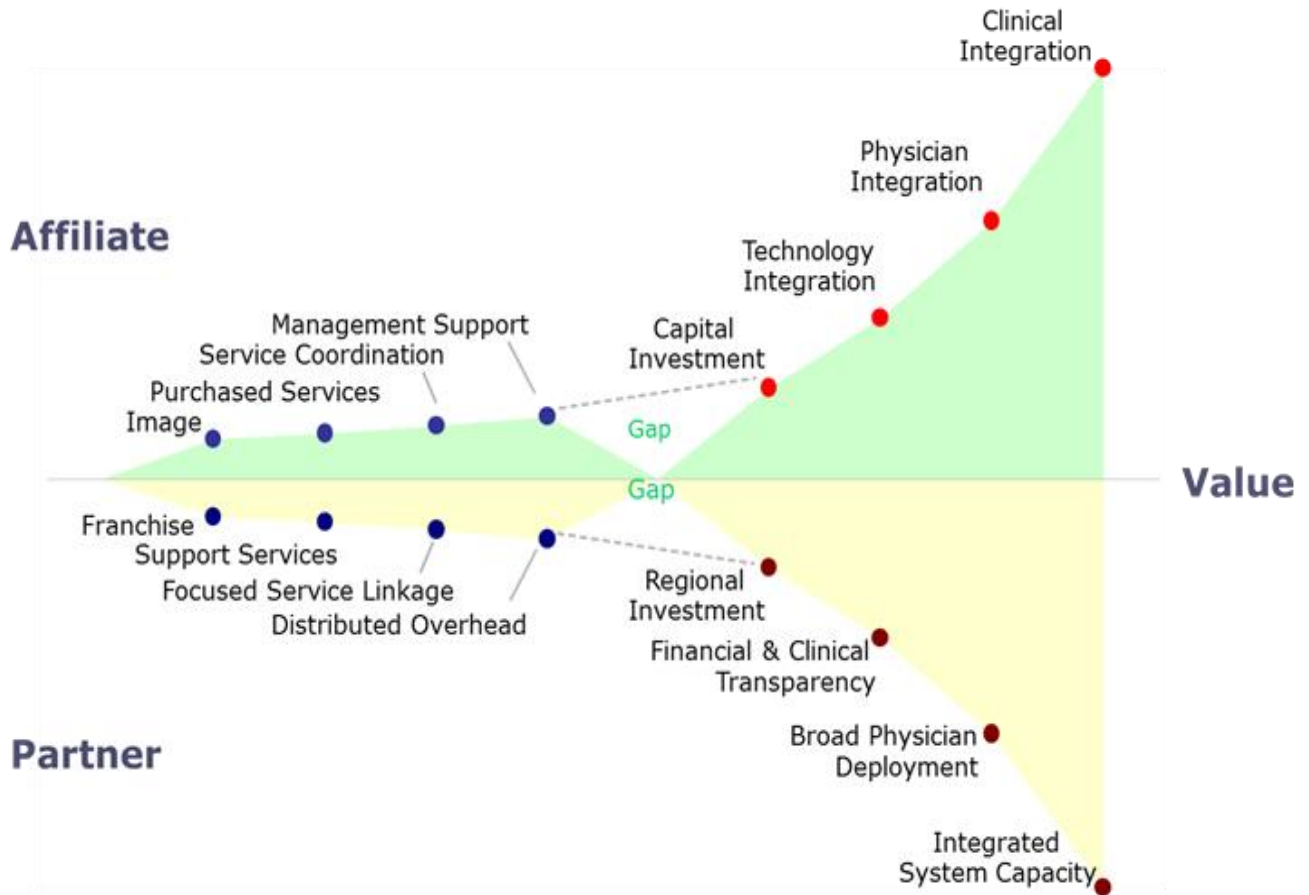 Clinical
Integration
Physician
Integration
Affiliate
Technology
Integration
Management Support
Service Coordination
Capital
Investment
Purchased Services
Image
Gap
Gap
Value
Franchise
Support Services
Focused Service Linkage
Distributed Overhead
Regional
Investment
Financial & Clinical
Transparency
Partner
Broad Physician
Deployment
Integrated
System Capacity